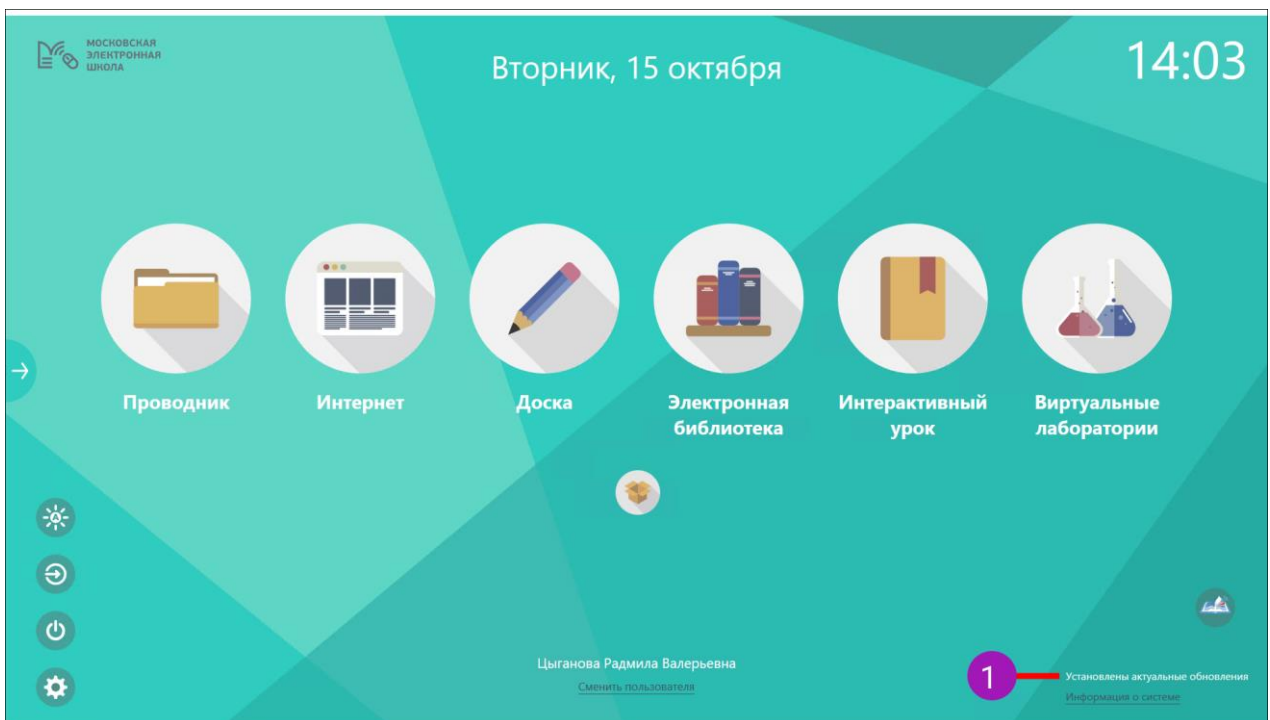 МОСКОВСКАЯ
ЭЛЕКТРОННАЯ
ШКОЛА
Вторник, 15 октября
14:03
Проводник
Интернет
Доска
Электронная
библиотека
Интерактивный
урок
Виртуальные
лаборатории
Цыганова Радмила Валерьевна
Сменить пользователя
1
Установлены актуальные обновления
Информация о системе